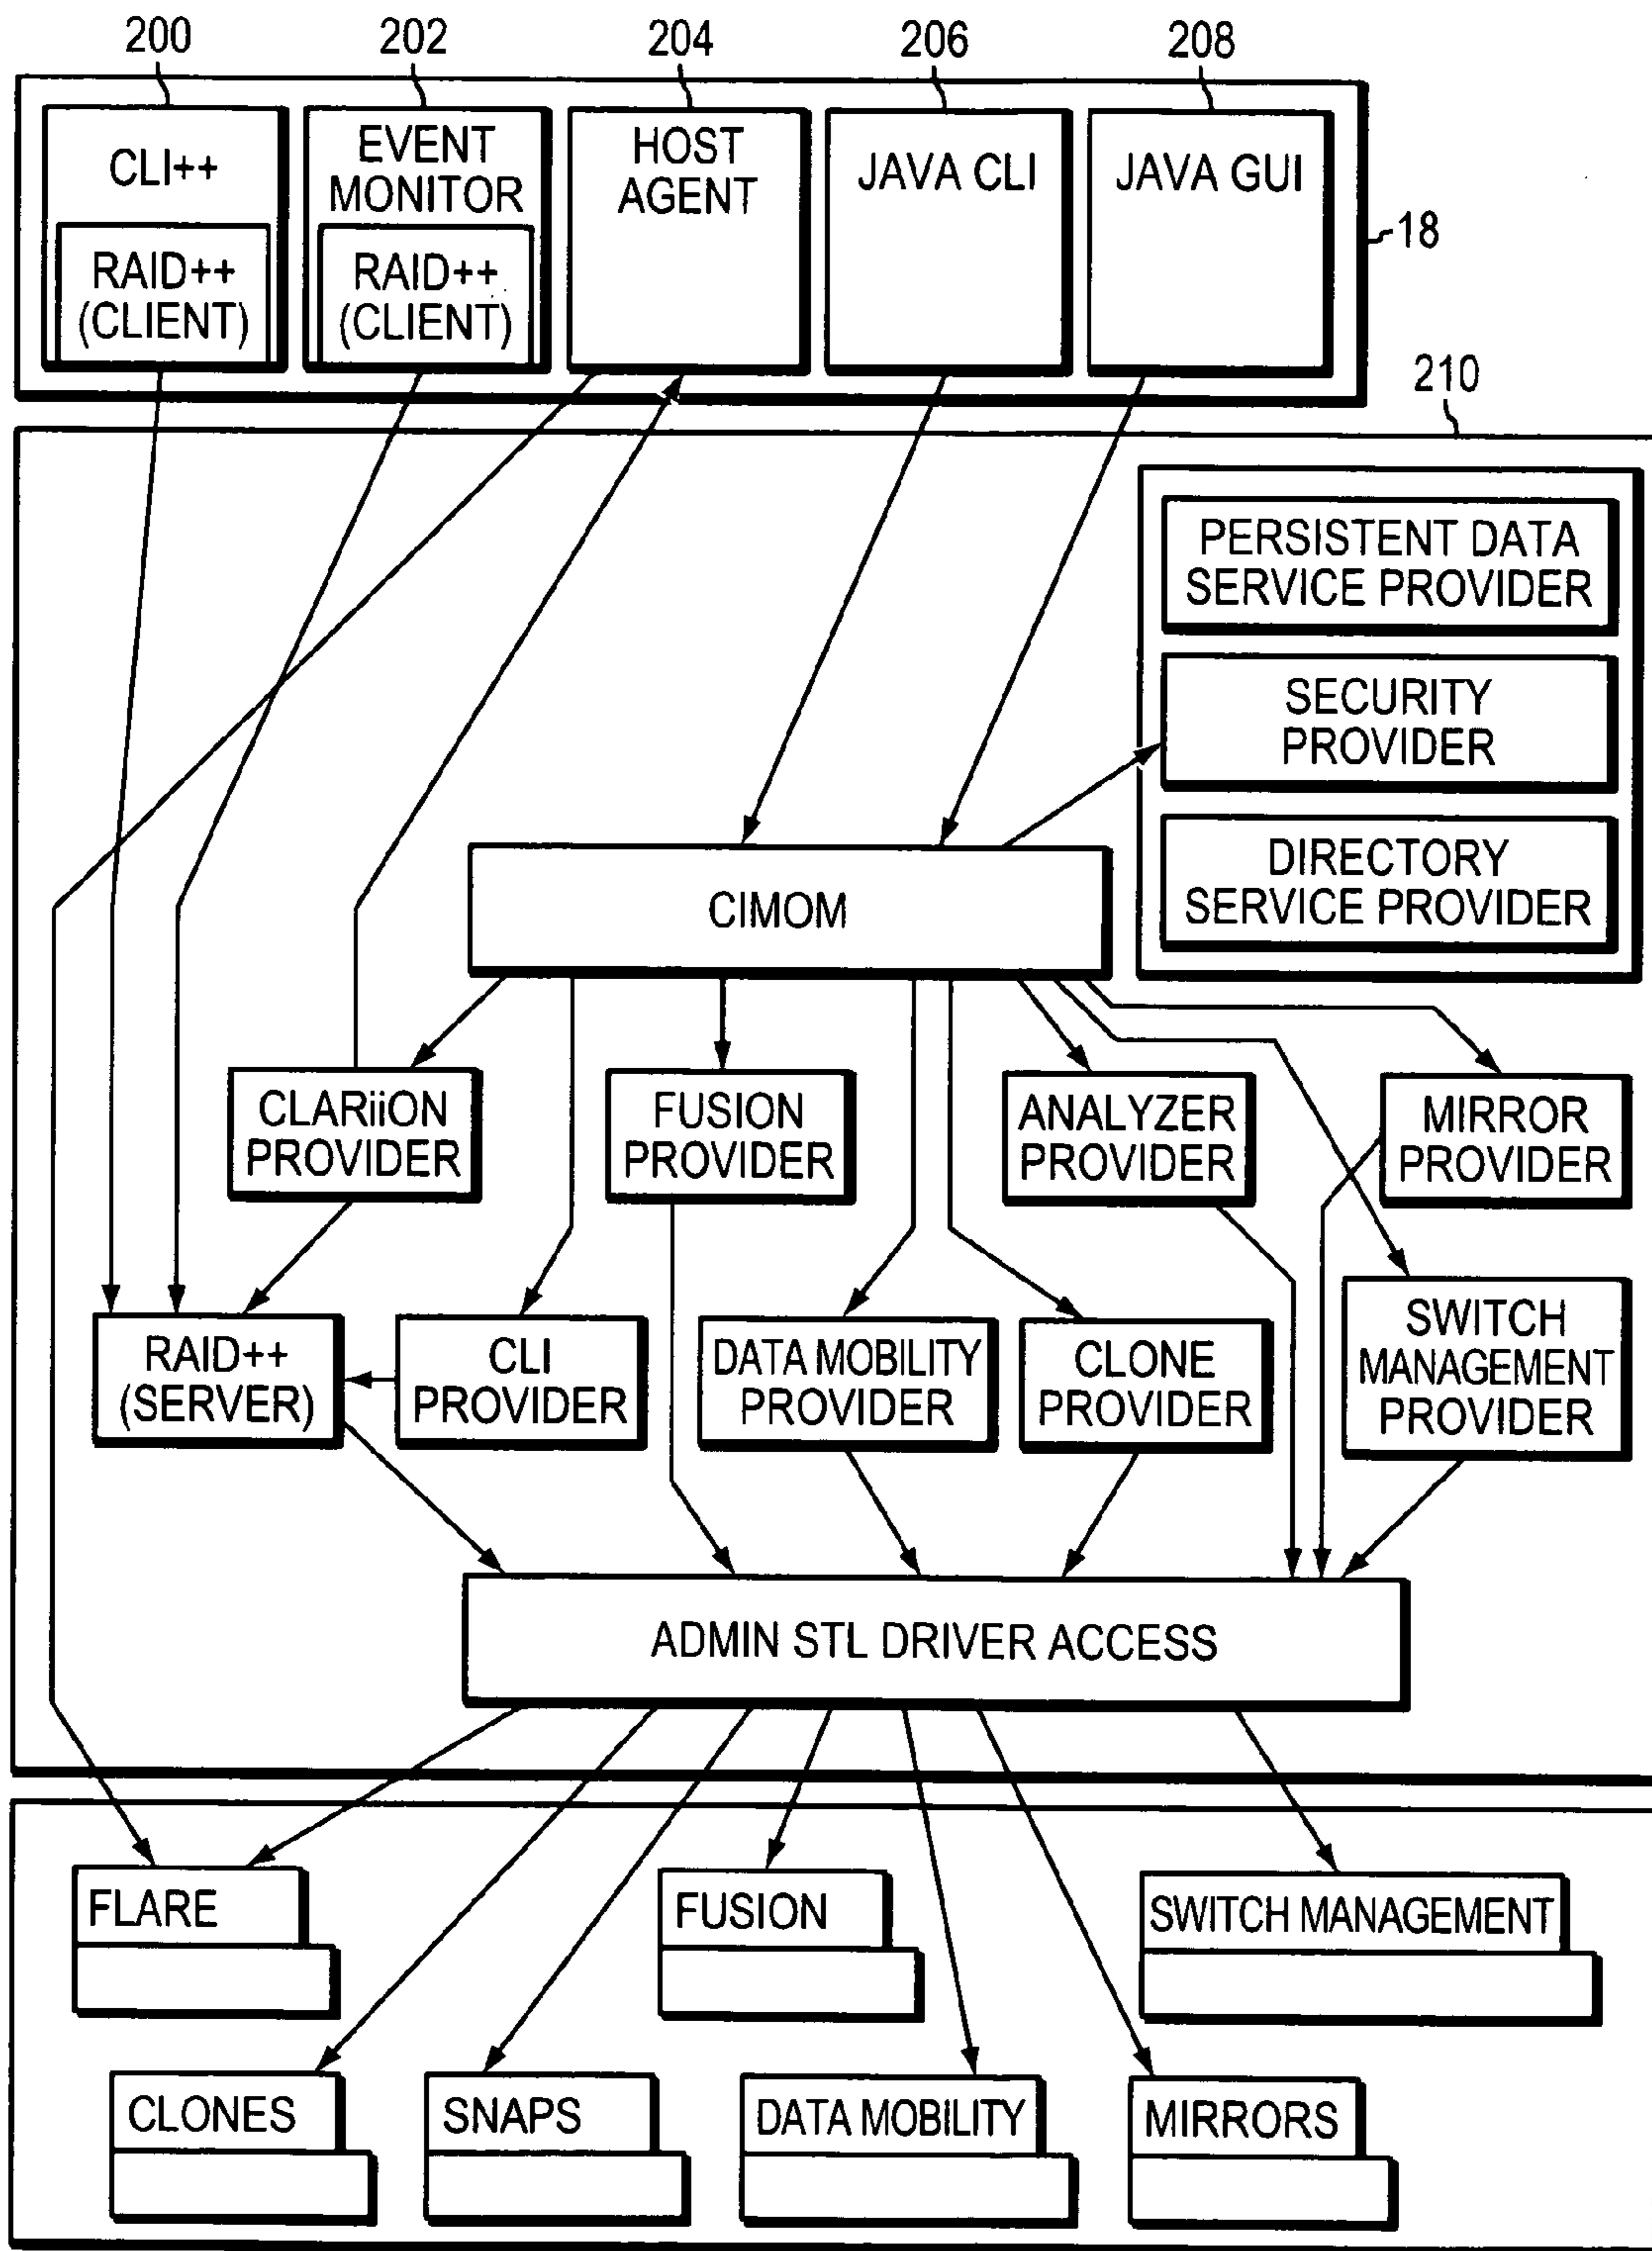 200
202
204
206
208
CLI++
RAID++
(CLIENT)
EVENT
MONITOR
RAID++
(CLIENT)
HOST
AGENT
JAVA CLI
JAVA GUI
18
210
PERSISTENT DATA
SERVICE PROVIDER
SECURITY
PROVIDER
DIRECTORY
SERVICE PROVIDER
CIMOM
CLARiiON
PROVIDER
FUSION
PROVIDER
ANALYZER
PROVIDER
MIRROR
PROVIDER
RAID++
(SERVER)
CLI
PROVIDER
DATA MOBILITY
PROVIDER
CLONE
PROVIDER
SWITCH
MANAGEMENT
PROVIDER
ADMIN STL DRIVER ACCESS
FLARE
FUSION
SWITCH MANAGEMENT
CLONES
SNAPS
DATA MOBILITY
MIRRORS